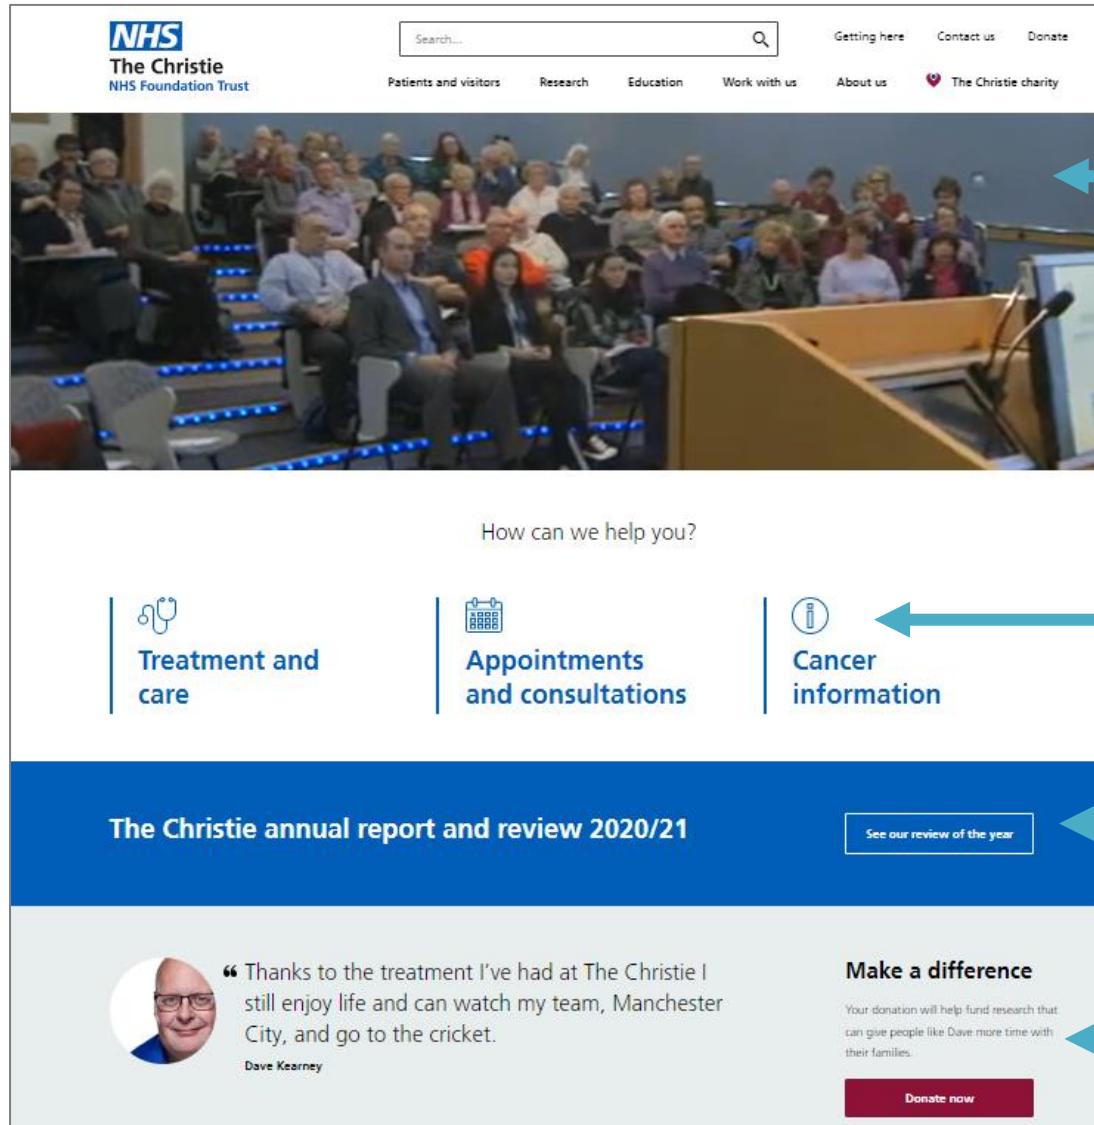 NHS
The Christie
NHS Foundation Trust
Search...
Getting here
Contact us
Donate
Patients and visitors
Research
Education
Work with us
About us
The Christie charity
How can we help you?
Treatment and
care
Appointments
and consultations
Cancer
information
The Christie annual report and review 2020/21
See our review of the year
“ Thanks to the treatment I’ve had at The Christie I
still enjoy life and can watch my team, Manchester
City, and go to the cricket.
Dave Kearney
Make a difference
Your donation will help fund research that
can give people like Dave more time with
their families.
Donate now